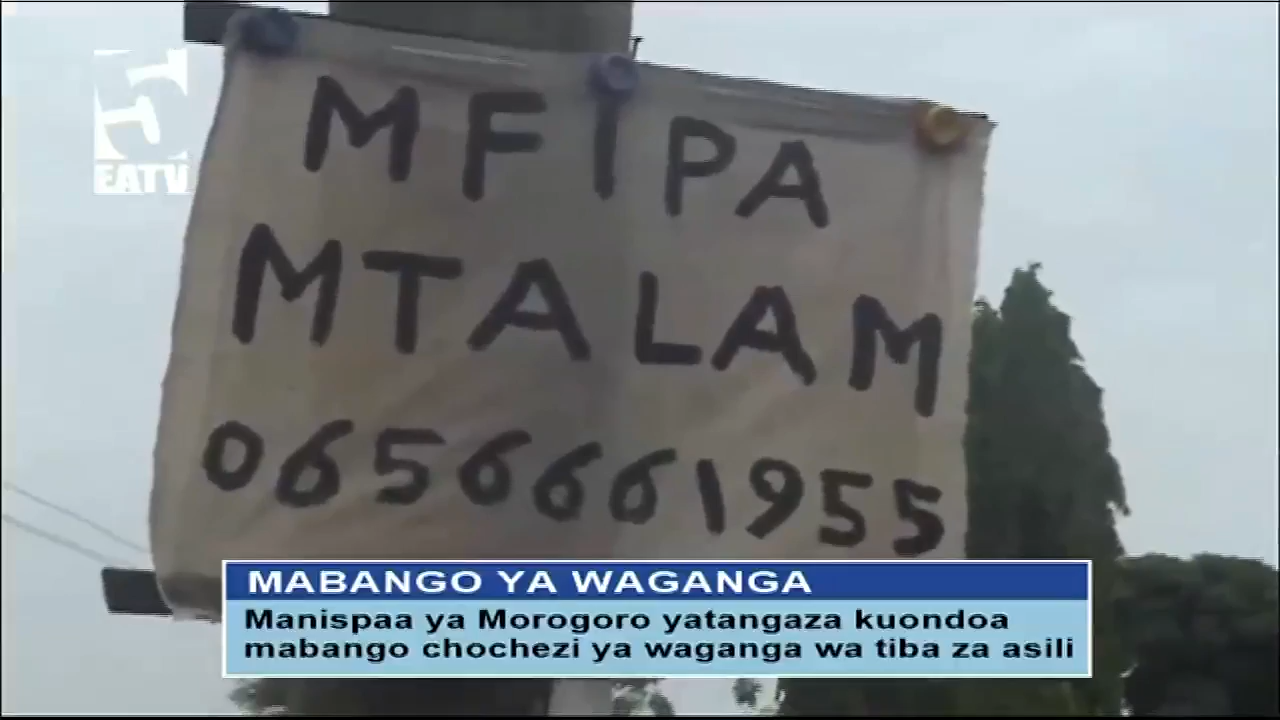 5
EATV
MFIPA
MTALAM
0656661955
MABANGO YA WAGANGA
Manispaa ya Morogoro yatangaza kuondoa
mabango chochezi ya waganga wa tiba za asili